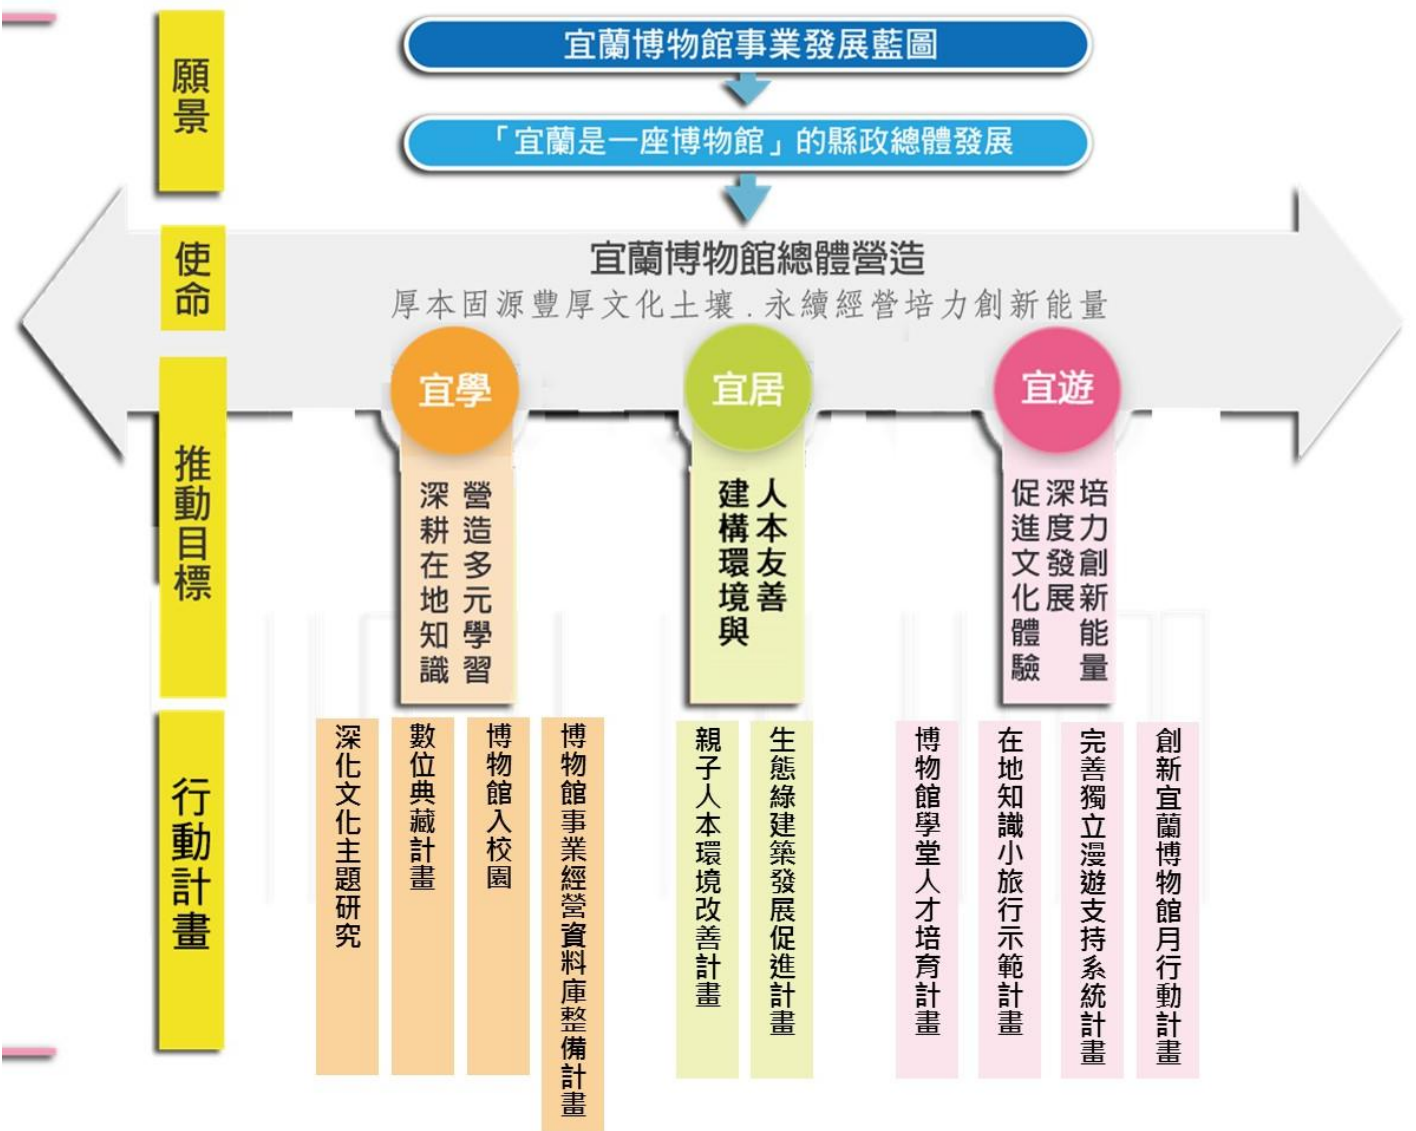 願景
宜蘭博物館事業發展藍圖
「宜蘭是一座博物館」的縣政總體發展
使命
宜蘭博物館總體營造
厚本固源豐厚文化土壤.永續經營培力創新能量
推動目標
宜學
營造多元學習
深耕在地知識
宜居
人本友善
建構環境與
宜遊
培力創新能量
深度發展
促進文化體驗
行動計畫
深化文化主題研究
數位典藏計畫
博物館入校園
博物館事業經營資料庫整備計畫
親子人本環境改善計畫
生態綠建築發展促進計畫
博物館學堂人才培育計畫
在地知識小旅行示範計畫
完善獨立漫遊支持系統計畫
創新宜蘭博物館月行動計畫